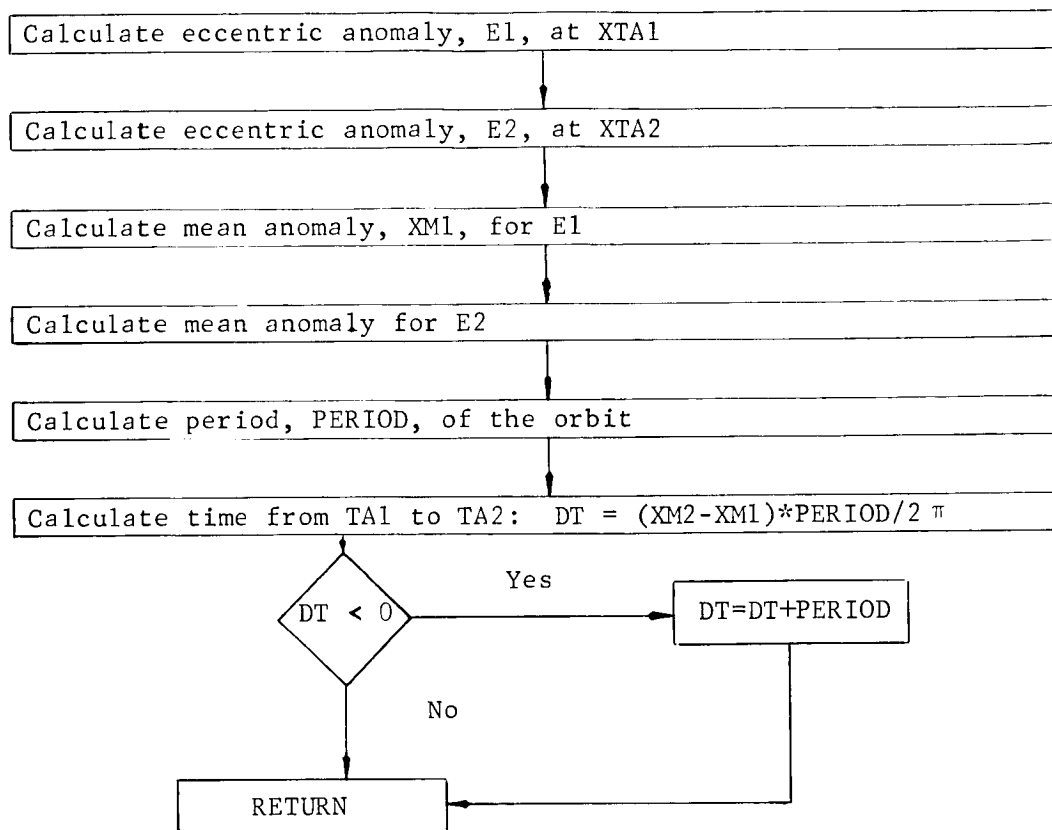 Calculate eccentric anomaly, E1, at XTA1
Calculate eccentric anomaly, E2, at XTA2
Calculate mean anomaly, XM1, for E1
Calculate mean anomaly for E2
Calculate period, PERIOD, of the orbit
Calculate time from TA1 to TA2: DT = (XM2-XM1)*PERIOD/2 π
DT < 0
Yes
DT=DT+PERIOD
No
RETURN